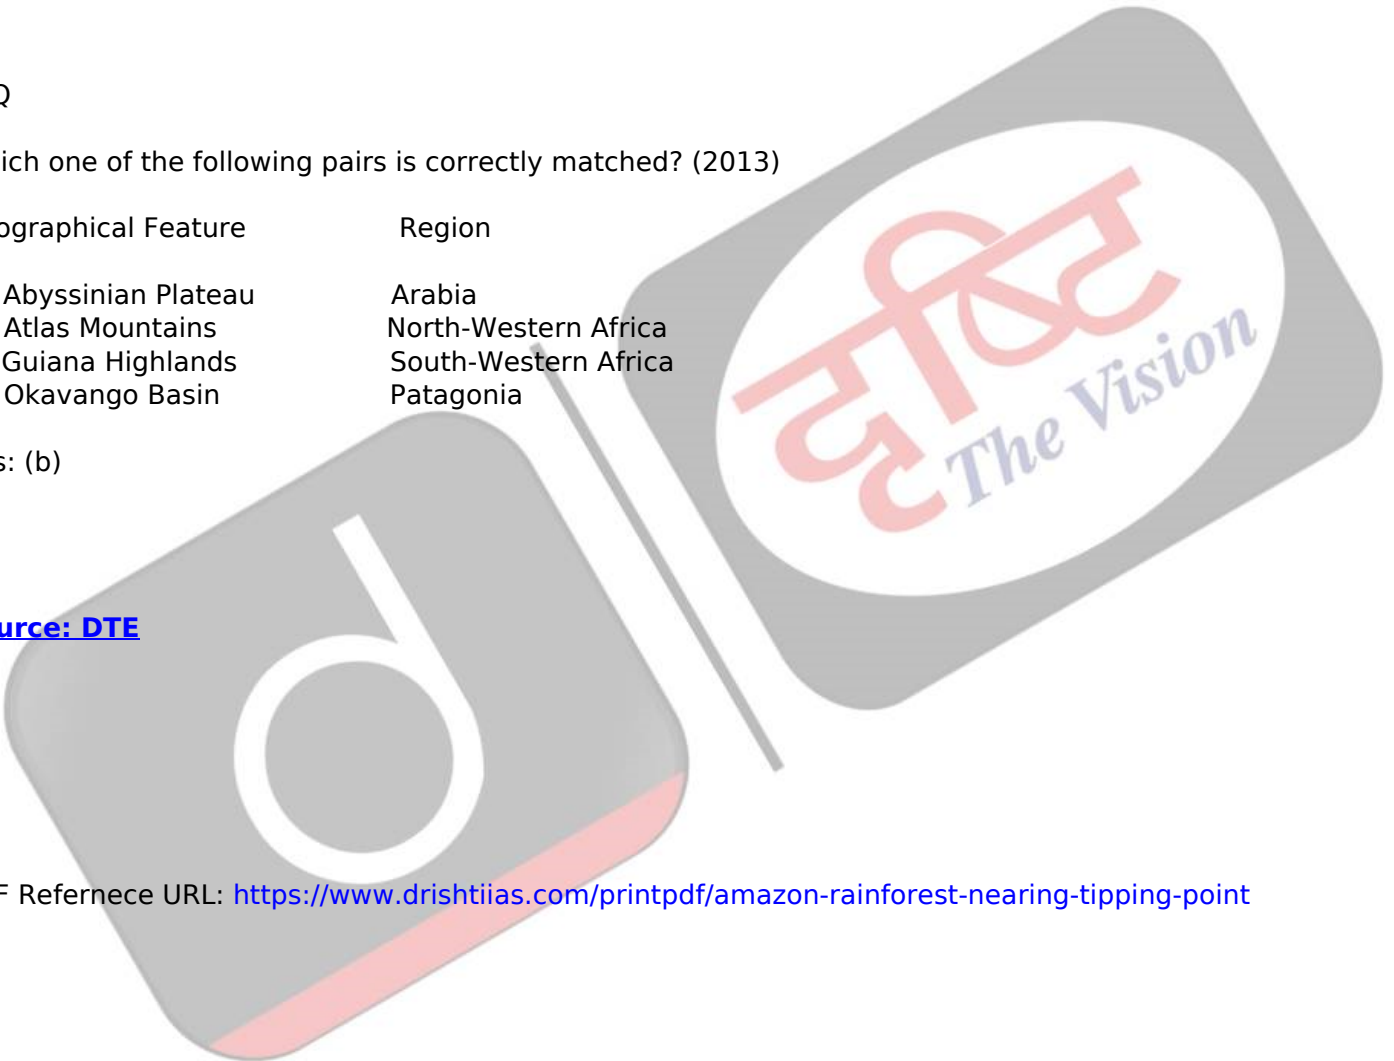 Q
ich one of the following pairs is correctly matched? (2013)
ographical Feature Region
Abyssinian Plateau Arabia
Atlas Mountains North-Western Africa
Guiana Highlands South-Western Africa
Okavango Basin Patagonia
s: (b)
urce: DTE
F Refernece URL: https://www.drishtiias.com/printpdf/amazon-rainforest-nearing-tipping-point
दृष्टि
The Vision
d